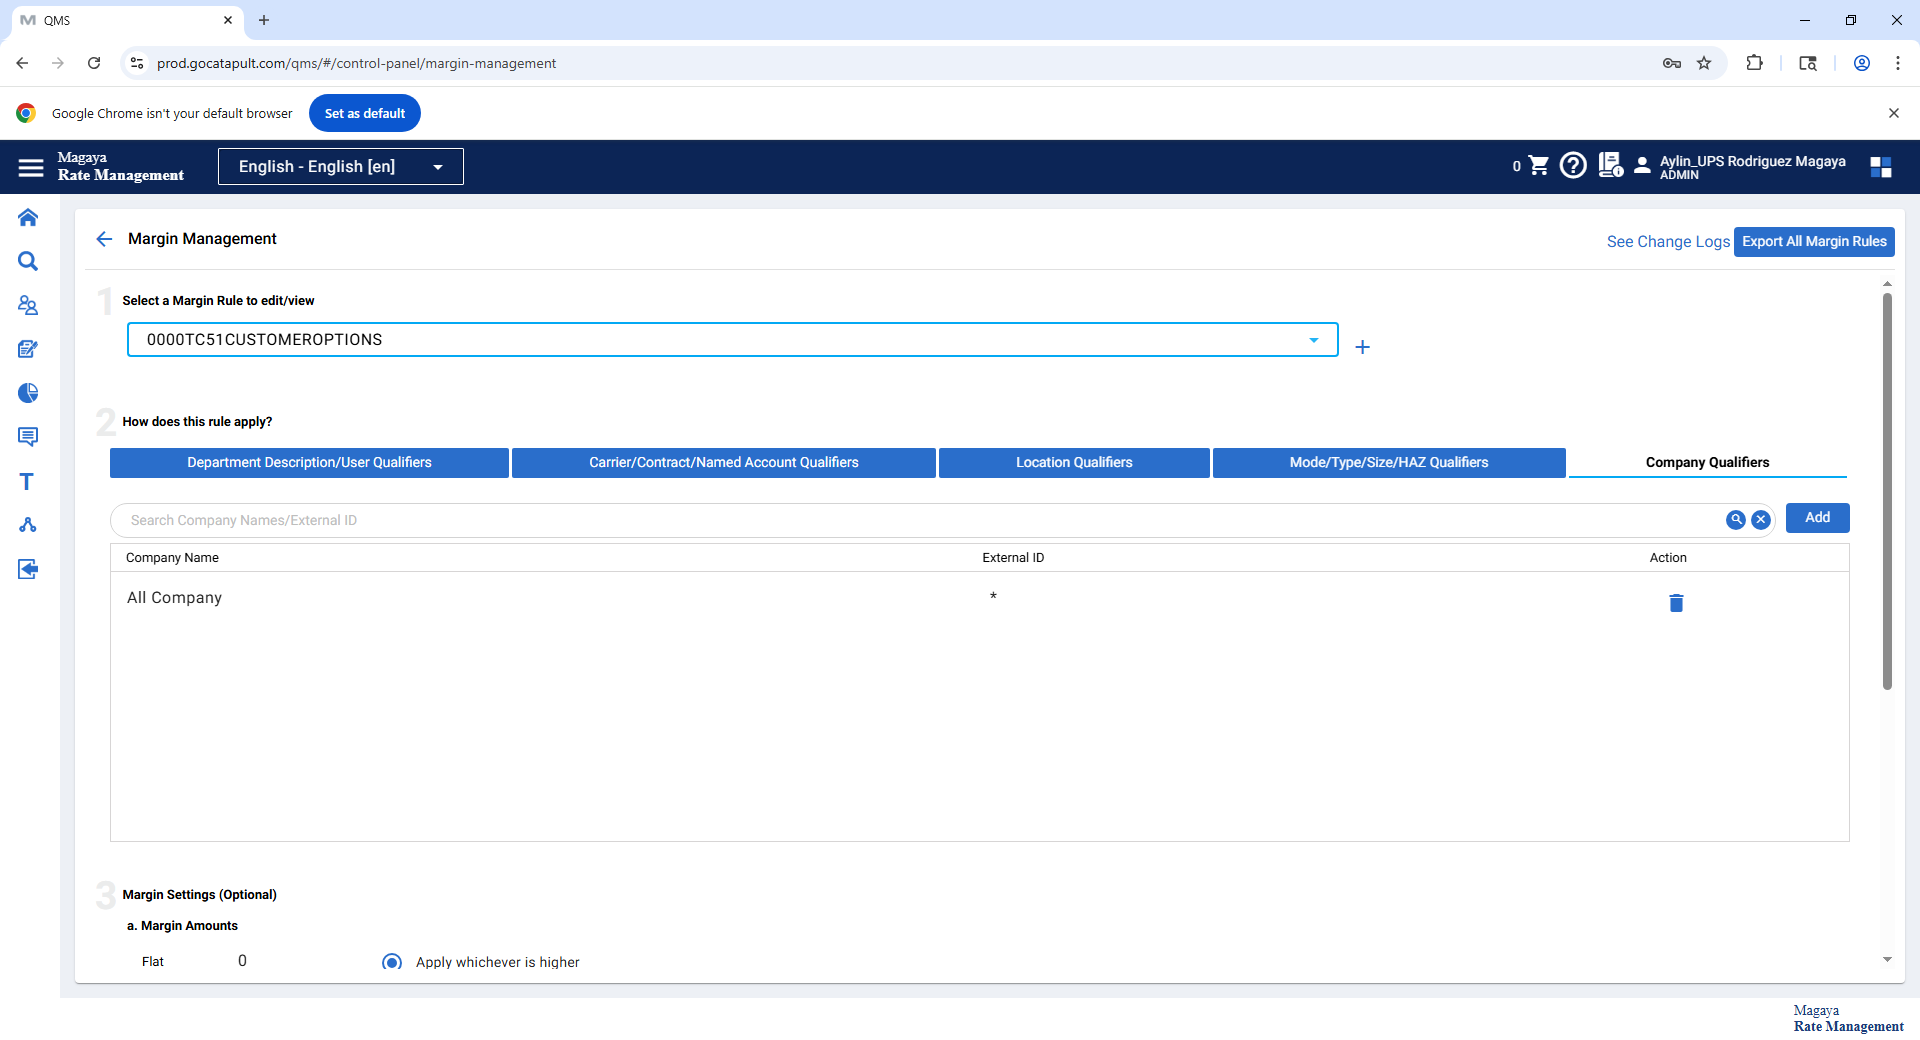 QMS
prod.gocatapult.com/qms/#/control-panel/margin-management
Google Chrome isn't your default browser
Set as default
Magaya
Rate Management
English - English [en]
0
Aylin_UPS Rodriguez Magaya
ADMIN
Margin Management
See Change Logs
Export All Margin Rules
1
Select a Margin Rule to edit/view
0000TC51CUSTOMEROPTIONS
2
How does this rule apply?
Department Description/User Qualifiers
Carrier/Contract/Named Account Qualifiers
Location Qualifiers
Mode/Type/Size/HAZ Qualifiers
Company Qualifiers
Search Company Names/External ID
Add
Company Name
External ID
Action
All Company
*
3
Margin Settings (Optional)
a. Margin Amounts
Flat
0
Apply whichever is higher
Magaya
Rate Management